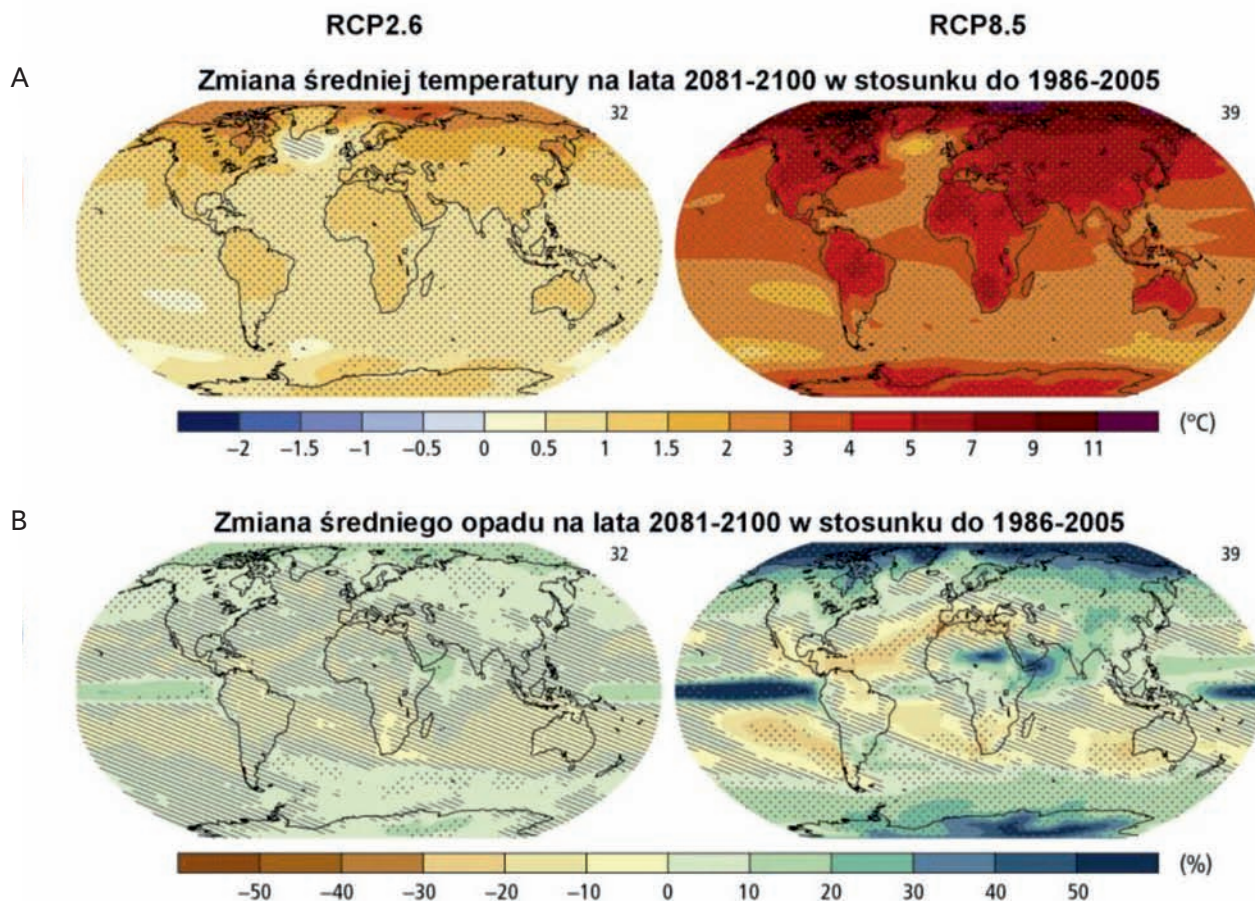 RCP2.6 RCP8.5
A
Zmiana średniej temperatury na lata 2081-2100 w stosunku do 1986-2005
32 39
−2 −1.5 −1 −0.5 0 0.5 1 1.5 2 3 4 5 7 9 11 (°C)
B
Zmiana średniego opadu na lata 2081-2100 w stosunku do 1986-2005
32 39
−50 −40 −30 −20 −10 0 10 20 30 40 50 (%)